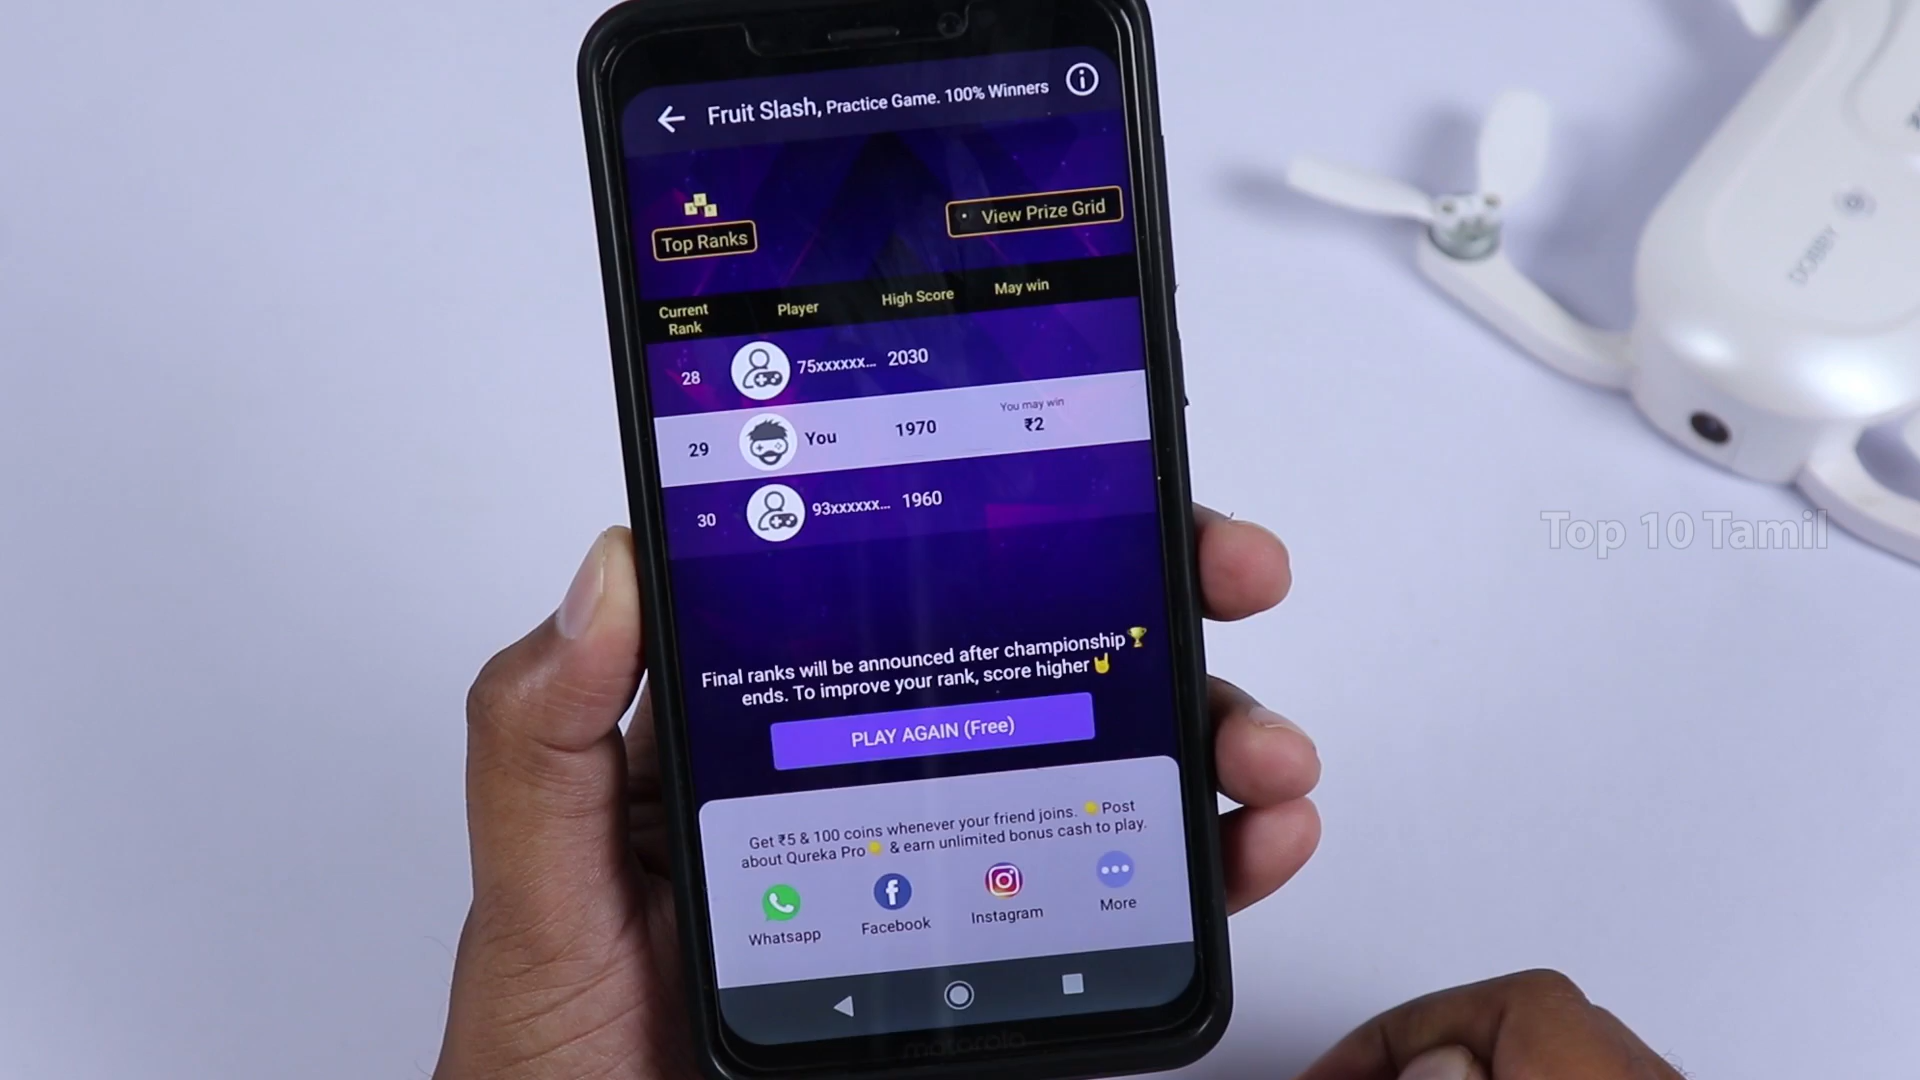 Fruit Slash, Practice Game. 100% Winners
Top Ranks
View Prize Grid
Current Rank Player High Score May win
28 75xxxxxx... 2030
You may win
29 You 1970 ₹2
30 93xxxxxx... 1960
Final ranks will be announced after championship🏆
ends. To improve your rank, score higher🤘
PLAY AGAIN (Free)
Get ₹5 & 100 coins whenever your friend joins. Post
about Qureka Pro & earn unlimited bonus cash to play.
Whatsapp Facebook Instagram More
motorola
DOBBY
Top 10 Tamil